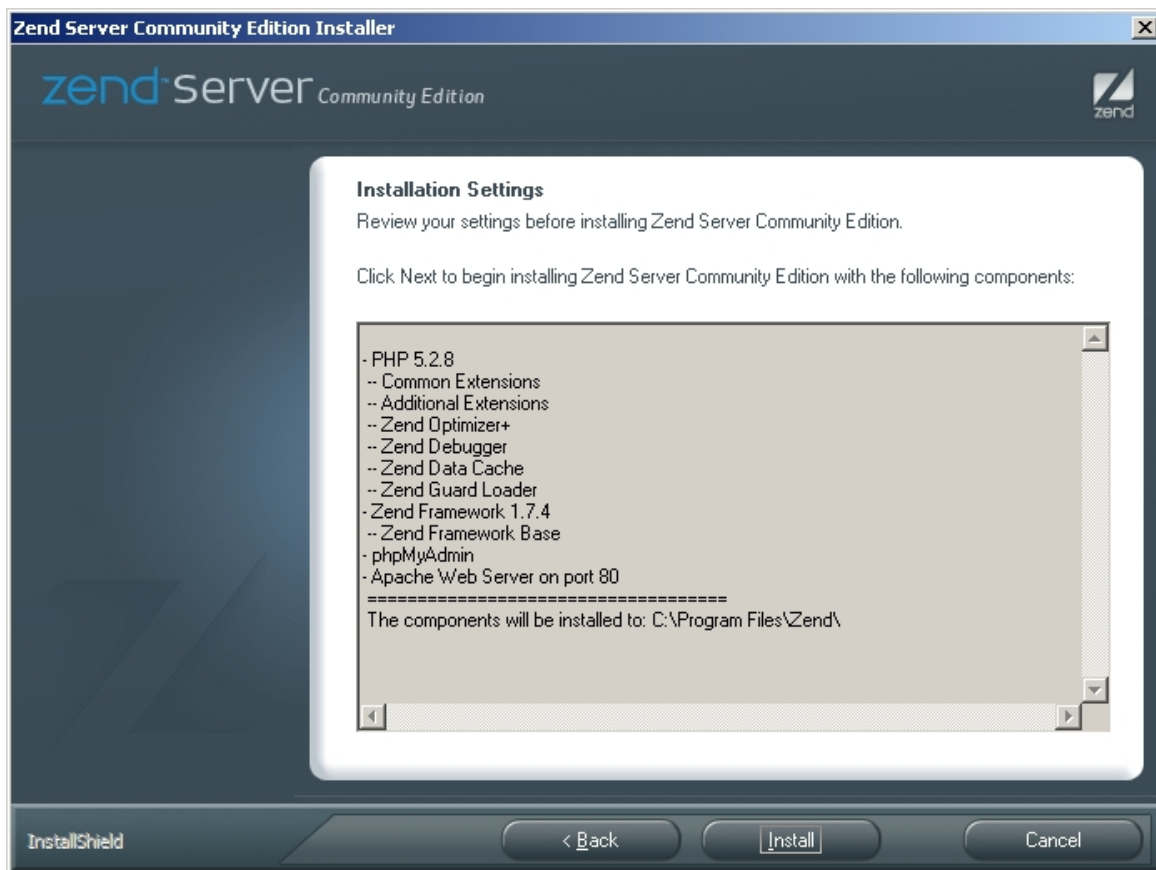 Zend Server Community Edition Installer
zend™ Server Community Edition
zend
Installation Settings
Review your settings before installing Zend Server Community Edition.
Click Next to begin installing Zend Server Community Edition with the following components:
- PHP 5.2.8
-- Common Extensions
-- Additional Extensions
-- Zend Optimizer+
-- Zend Debugger
-- Zend Data Cache
-- Zend Guard Loader
- Zend Framework 1.7.4
-- Zend Framework Base
- phpMyAdmin
- Apache Web Server on port 80
====================================
The components will be installed to: C:\Program Files\Zend\
InstallShield
< Back
Install
Cancel